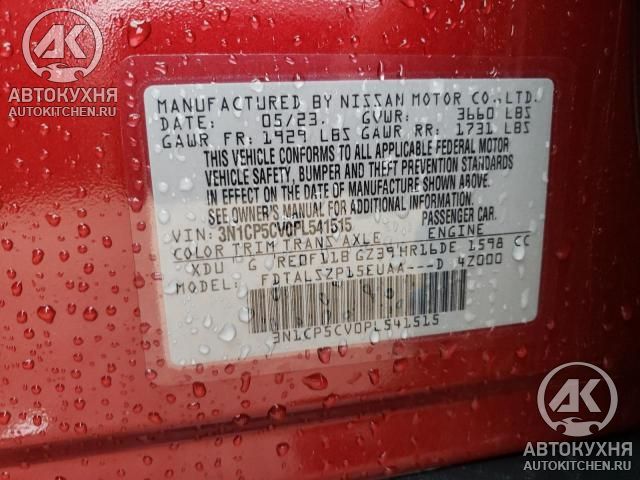 АК
АВТОКУХНЯ
AUTOKITCHEN.RU
MANUFACTURED BY NISSAN MOTOR CO.,LTD.
DATE: 05/23. GVWR: 3660 LBS
GAWR FR: 1929 LBS GAWR RR: 1731 LBS
THIS VEHICLE CONFORMS TO ALL APPLICABLE FEDERAL MOTOR
VEHICLE SAFETY, BUMPER AND THEFT PREVENTION STANDARDS
IN EFFECT ON THE DATE OF MANUFACTURE SHOWN ABOVE.
SEE OWNER'S MANUAL FOR ADDITIONAL INFORMATION
VIN: 3N1CP5CV0PL541515 PASSENGER CAR.
COLOR TRIM TRANS AXLE ENGINE
XDU G RE0F11B GZ39 HR16DE 1598 CC
MODEL: FDTALSZP15EUAA---D 4Z000
3N1CP5CV0PL541515
АК
АВТОКУХНЯ
AUTOKITCHEN.RU